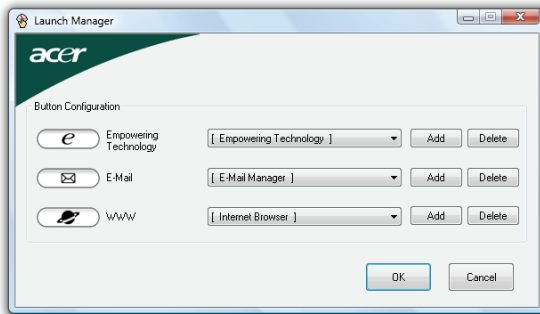 Launch Manager
acer
Button Configuration
e Empowering Technology [ Empowering Technology ] Add Delete
E-Mail [ E-Mail Manager ] Add Delete
WWW [ Internet Browser ] Add Delete
OK Cancel